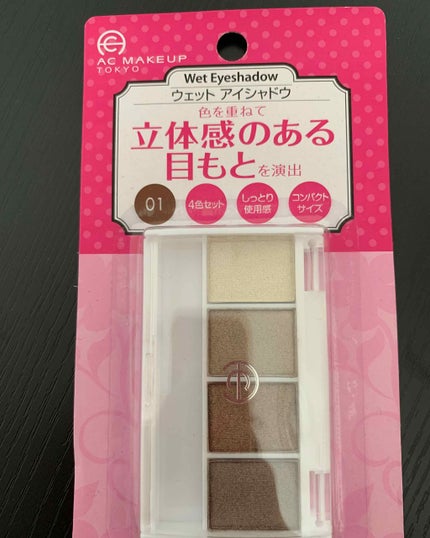 AC MAKEUP
TOKYO
Wet Eyeshadow
ウェット アイシャドウ
色を重ねて
立体感のある
目もとを演出
01
4色セット
しっとり
使用感
コンパクト
サイズ